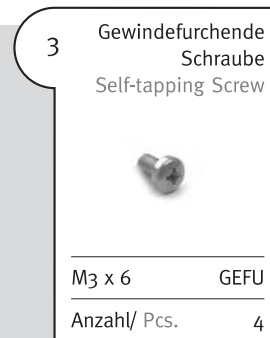 3
Gewindefurchende
Schraube
Self-tapping Screw
M3 x 6 GEFU
Anzahl/ Pcs. 4